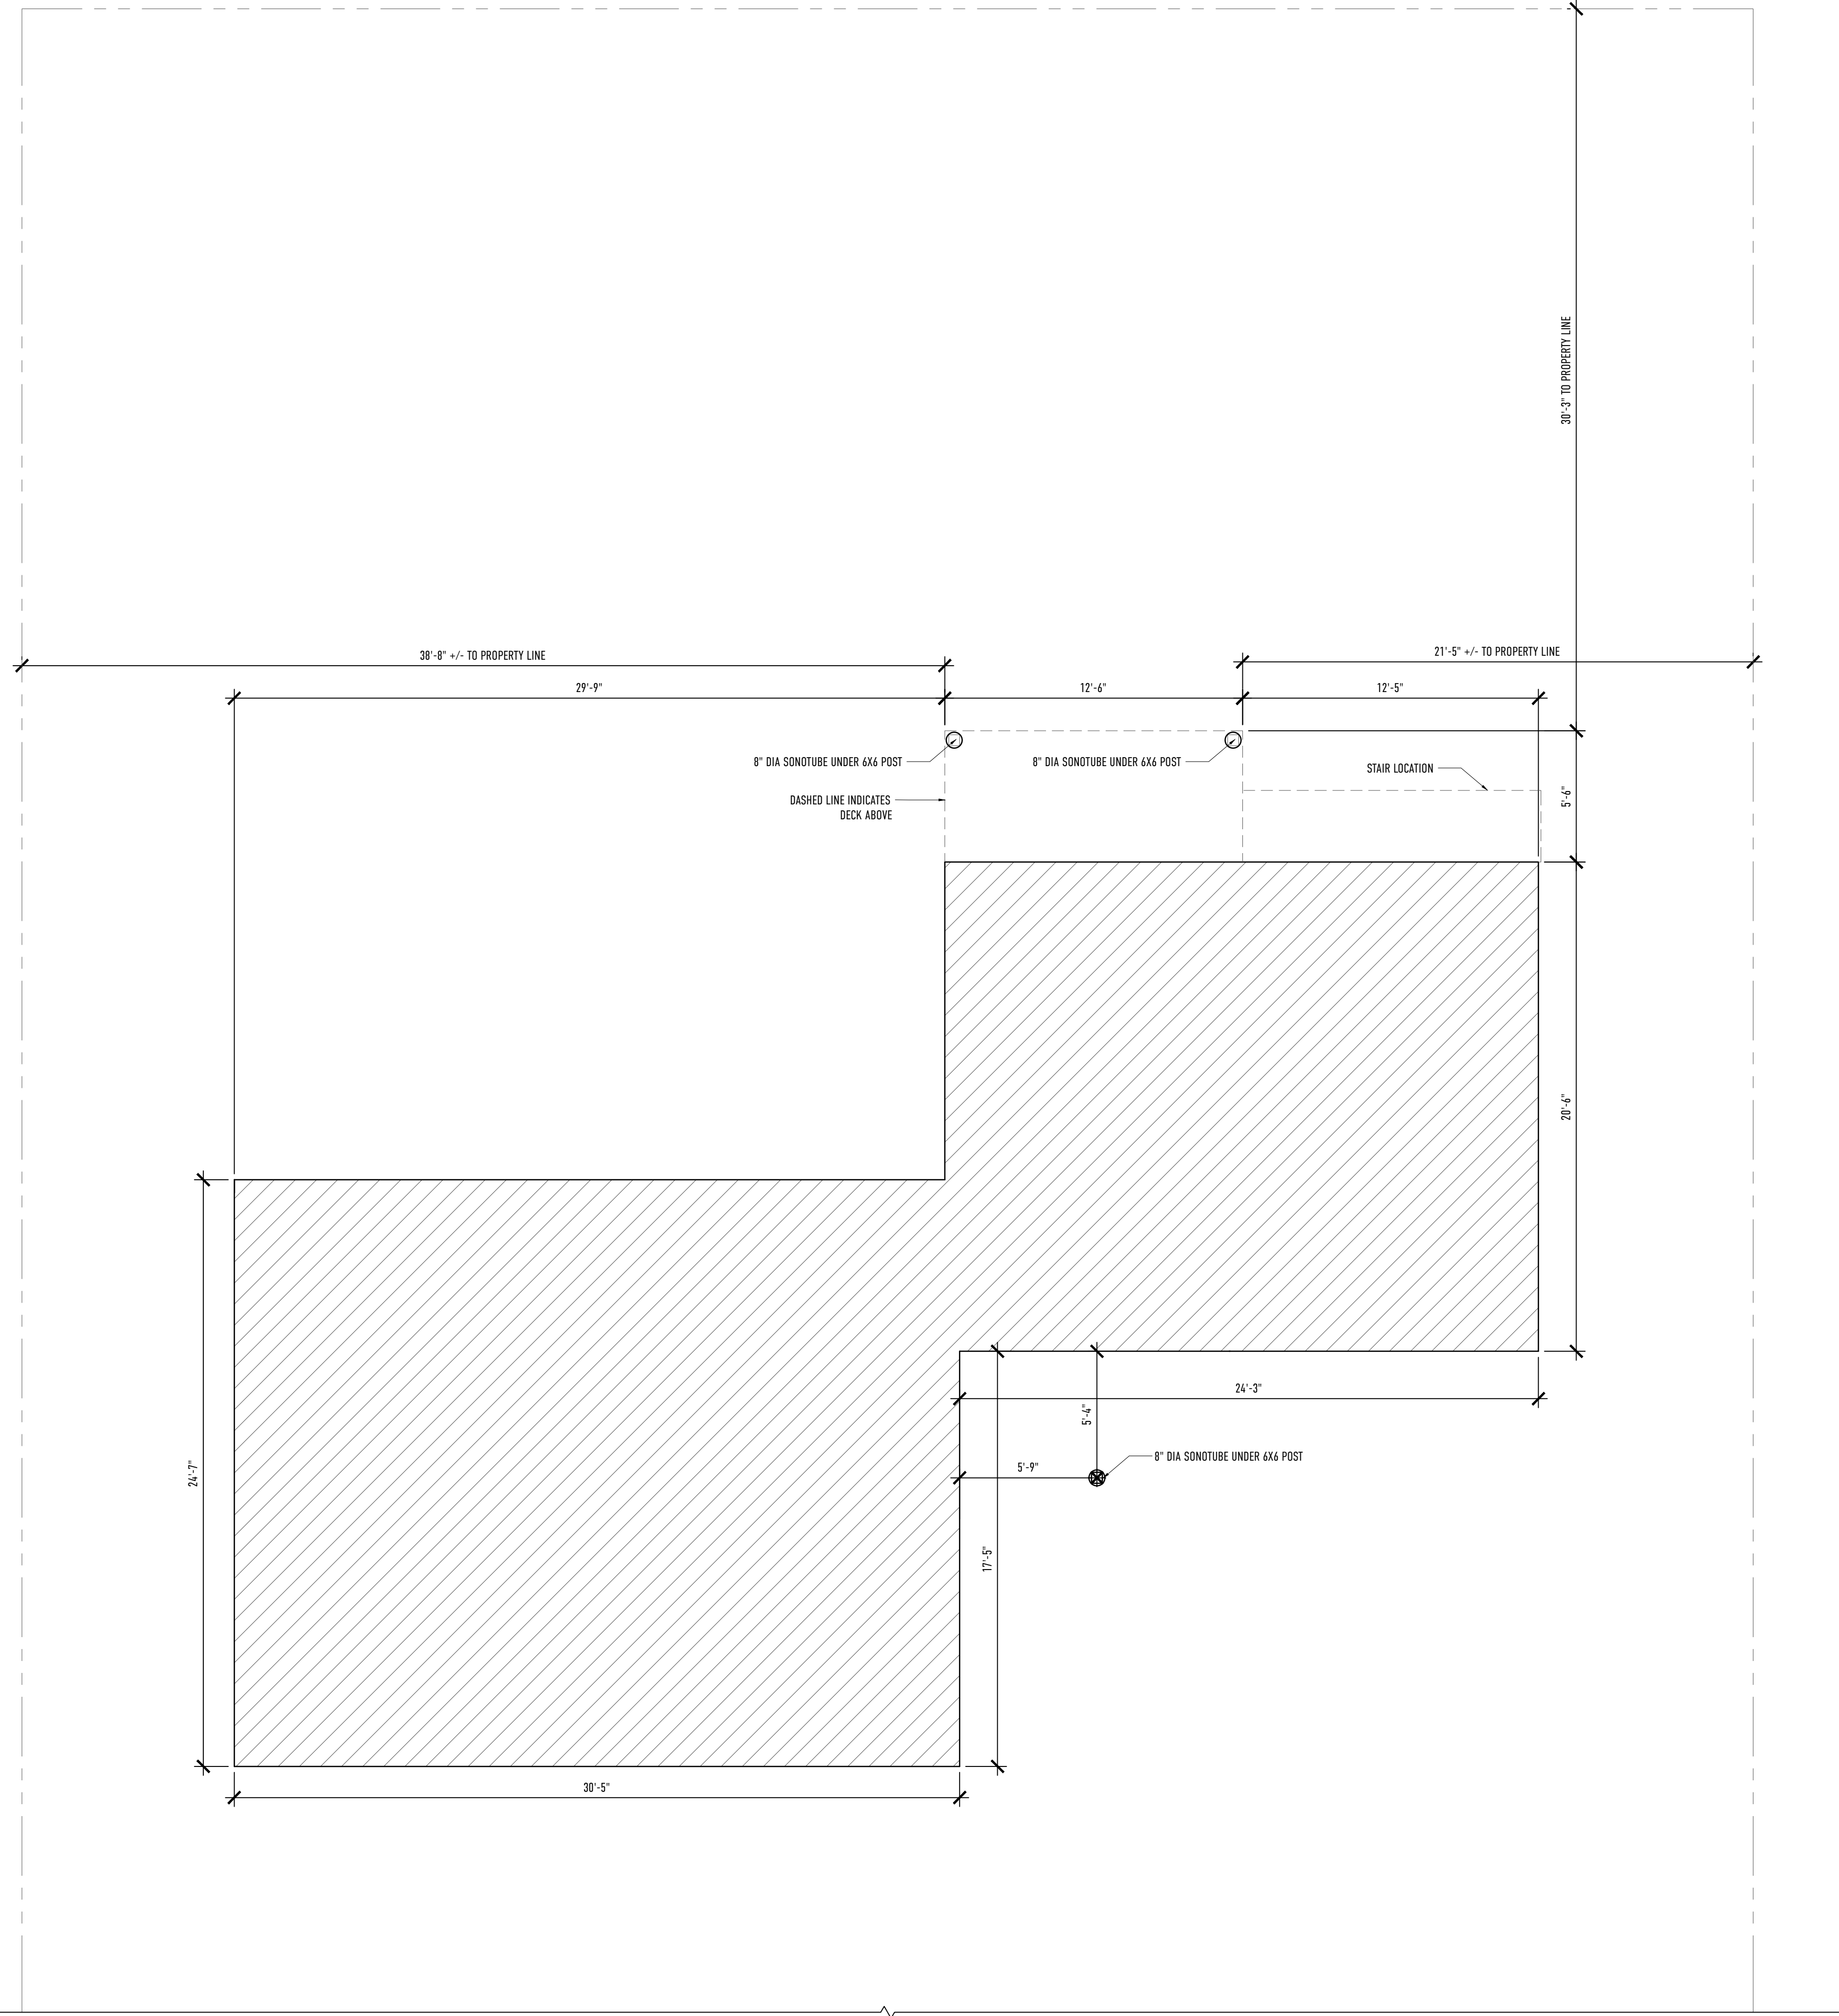 30'-3" TO PROPERTY LINE
38'-8" +/- TO PROPERTY LINE
21'-5" +/- TO PROPERTY LINE
29'-9"
12'-6"
12'-5"
8" DIA SONOTUBE UNDER 6X6 POST
8" DIA SONOTUBE UNDER 6X6 POST
STAIR LOCATION
DASHED LINE INDICATES
DECK ABOVE
5'-6"
20'-6"
24'-3"
5'-4"
8" DIA SONOTUBE UNDER 6X6 POST
5'-9"
24'-7"
17'-5"
30'-5"